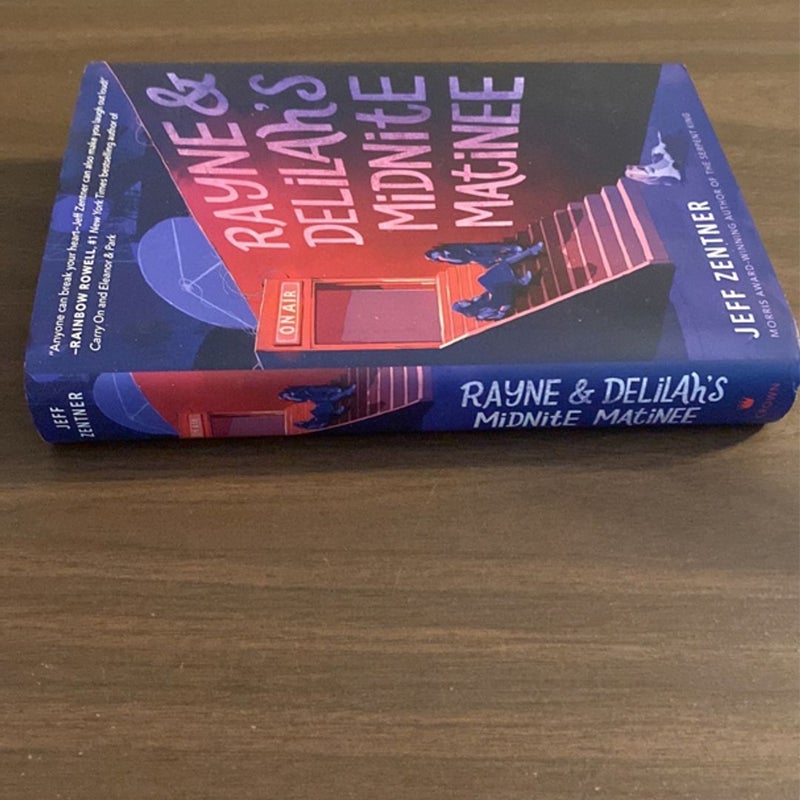 "Anyone can break your heart–Jeff Zentner can also make you laugh out loud!"
–RAINBOW ROWELL, #1 New York Times bestselling author of
Carry On and Eleanor & Park
RAYNE &
DELILAh'S
MiDNitE
MAtiNEE
ON AIR
JEFF ZENTNER
MORRIS AWARD-WINNING AUTHOR OF THE SERPENT KING
JEFF
ZENTNER
RAYNE & DELiLAh'S
MiDNitE MAtiNEE
CROWN